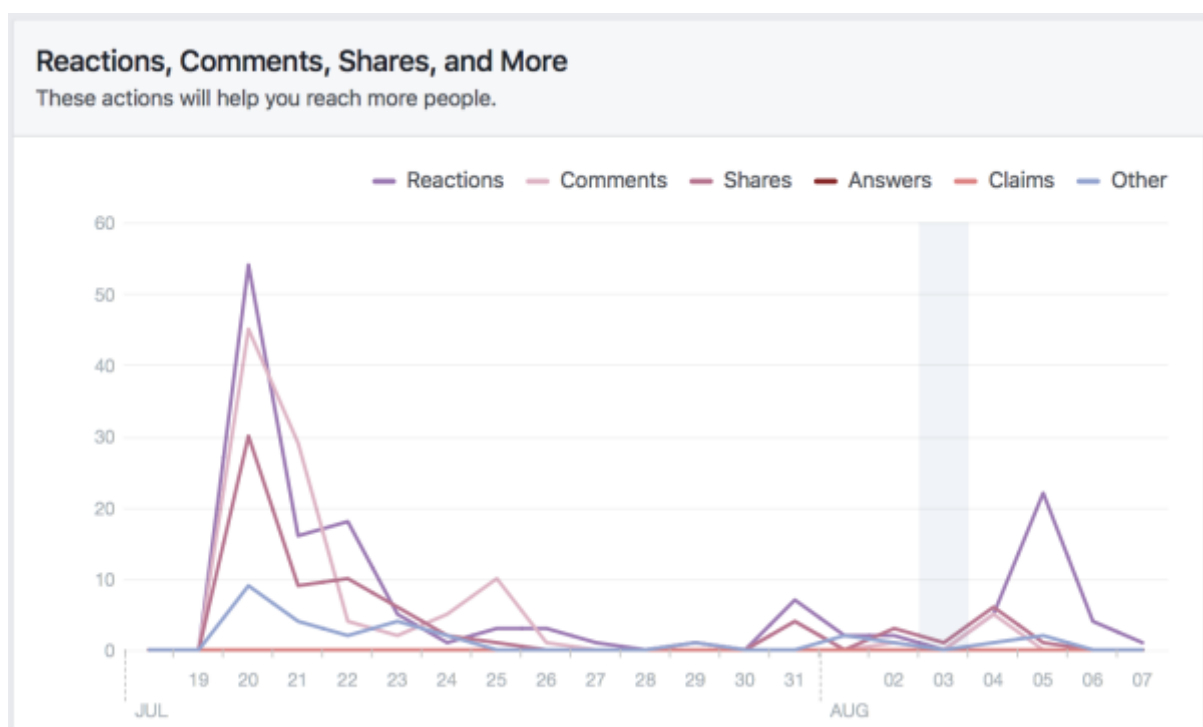 Reactions, Comments, Shares, and More
These actions will help you reach more people.
Reactions Comments Shares Answers Claims Other
60
50
40
30
20
10
0
19 20 21 22 23 24 25 26 27 28 29 30 31 02 03 04 05 06 07
JUL AUG